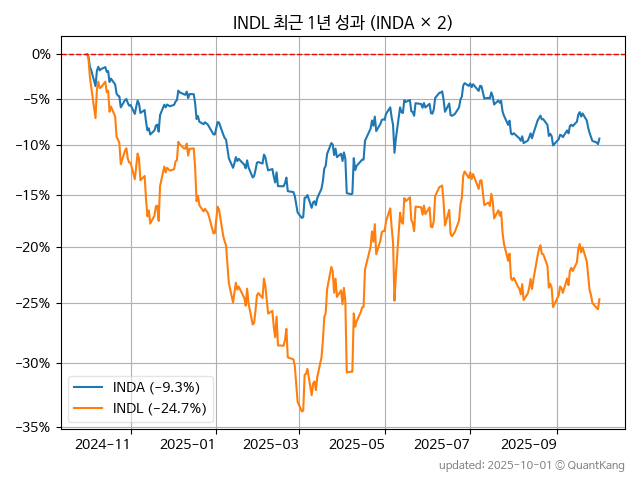 INDL 최근 1년 성과 (INDA × 2)
0%
−5%
−10%
−15%
−20%
−25%
−30%
−35%
INDA (−9.3%)
INDL (−24.7%)
2024-11 2025-01 2025-03 2025-05 2025-07 2025-09
updated: 2025-10-01 © QuantKang